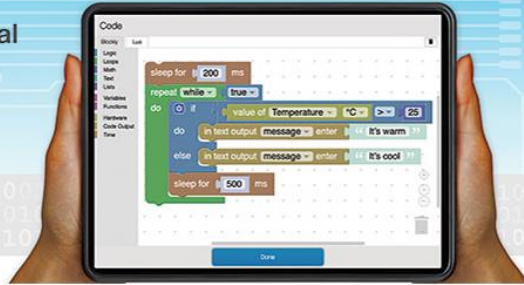 al
Code
Blockly Lua
Logic
Loops
Math
Text
Lists
Variables
Functions
Hardware
Code Output
Time
sleep for 200 ms
repeat while true
do if value of Temperature °C > 25
do in text output message enter “ It's warm ”
else in text output message enter “ It's cool ”
sleep for 500 ms
Done